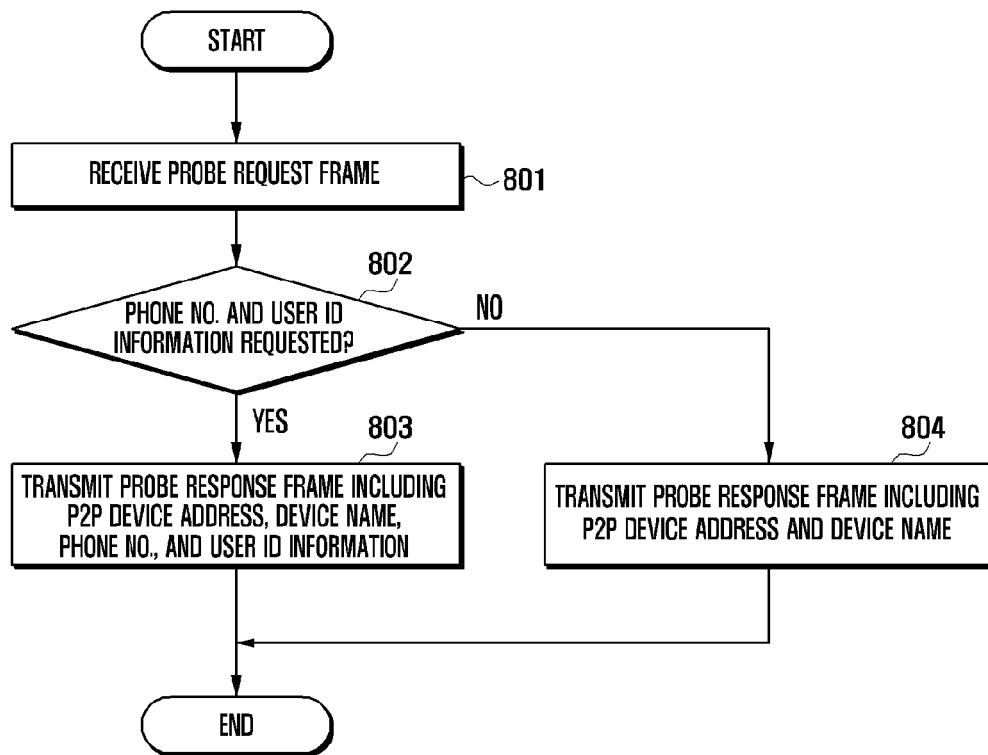 START
RECEIVE PROBE REQUEST FRAME
801
802
PHONE NO. AND USER ID
INFORMATION REQUESTED?
NO
YES
803
TRANSMIT PROBE RESPONSE FRAME INCLUDING
P2P DEVICE ADDRESS, DEVICE NAME,
PHONE NO., AND USER ID INFORMATION
804
TRANSMIT PROBE RESPONSE FRAME INCLUDING
P2P DEVICE ADDRESS AND DEVICE NAME
END